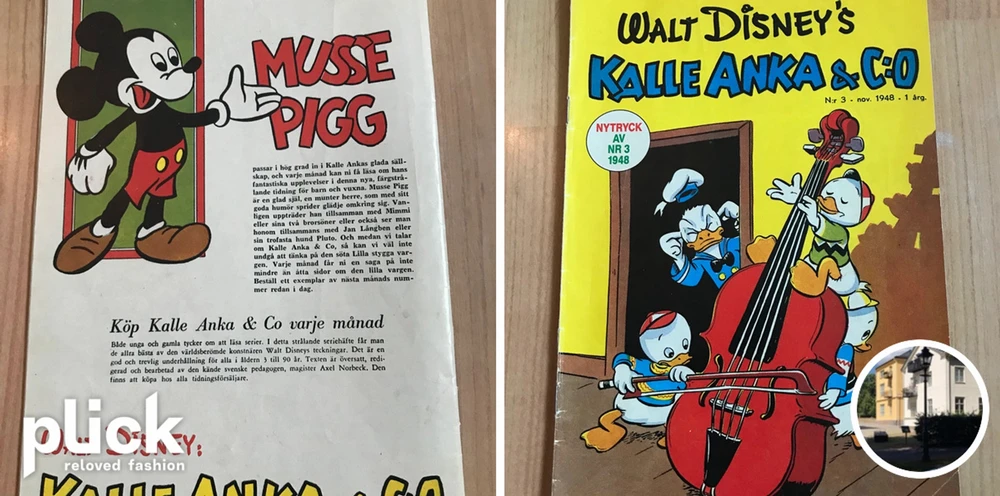 MUSSE
PIGG
passar i hög grad in i Kalle Ankas glada säll-
skap, och varje månad kan ni få läsa om hans
fantastiska upplevelser i denna nya, färgstrå-
lande tidning för barn och vuxna. Musse Pigg
är en glad själ, en munter herre, som med sitt
goda humör sprider glädje omkring sig. Van-
ligen uppträder han tillsammans med Mimmi
eller sina två brorsöner eller också ser man
honom tillsammans med Jan Långben eller
sin trofasta hund Pluto. Och medan vi talar
om Kalle Anka & Co, så kan vi väl inte
undgå att tänka på den söta Lilla stygga var-
gen. Varje månad får ni en saga på inte
mindre än åtta sidor om den lilla vargen.
Beställ ett exemplar av nästa månads num-
mer redan i dag.
Köp Kalle Anka & Co varje månad
Både unga och gamla tycker om att läsa serier. I detta strålande seriehäfte får man
de allra bästa av den världsberömde konstnären Walt Disneys teckningar. Det är en
god och trevlig underhållning för alla i åldern 3 till 90 år. Texten är översatt, redi-
gerad och bearbetad av den kände svenske pedagogen, magister Axel Norbeck. Den
finns att köpa hos alla tidningsförsäljare.
WALT DISNEY:
KALLE ANKA & C:O
plick
reloved fashion
WALT DISNEY'S
KALLE ANKA & C:O
N:r 3 - nov. 1948 - 1 årg.
NYTRYCK
AV
NR 3
1948